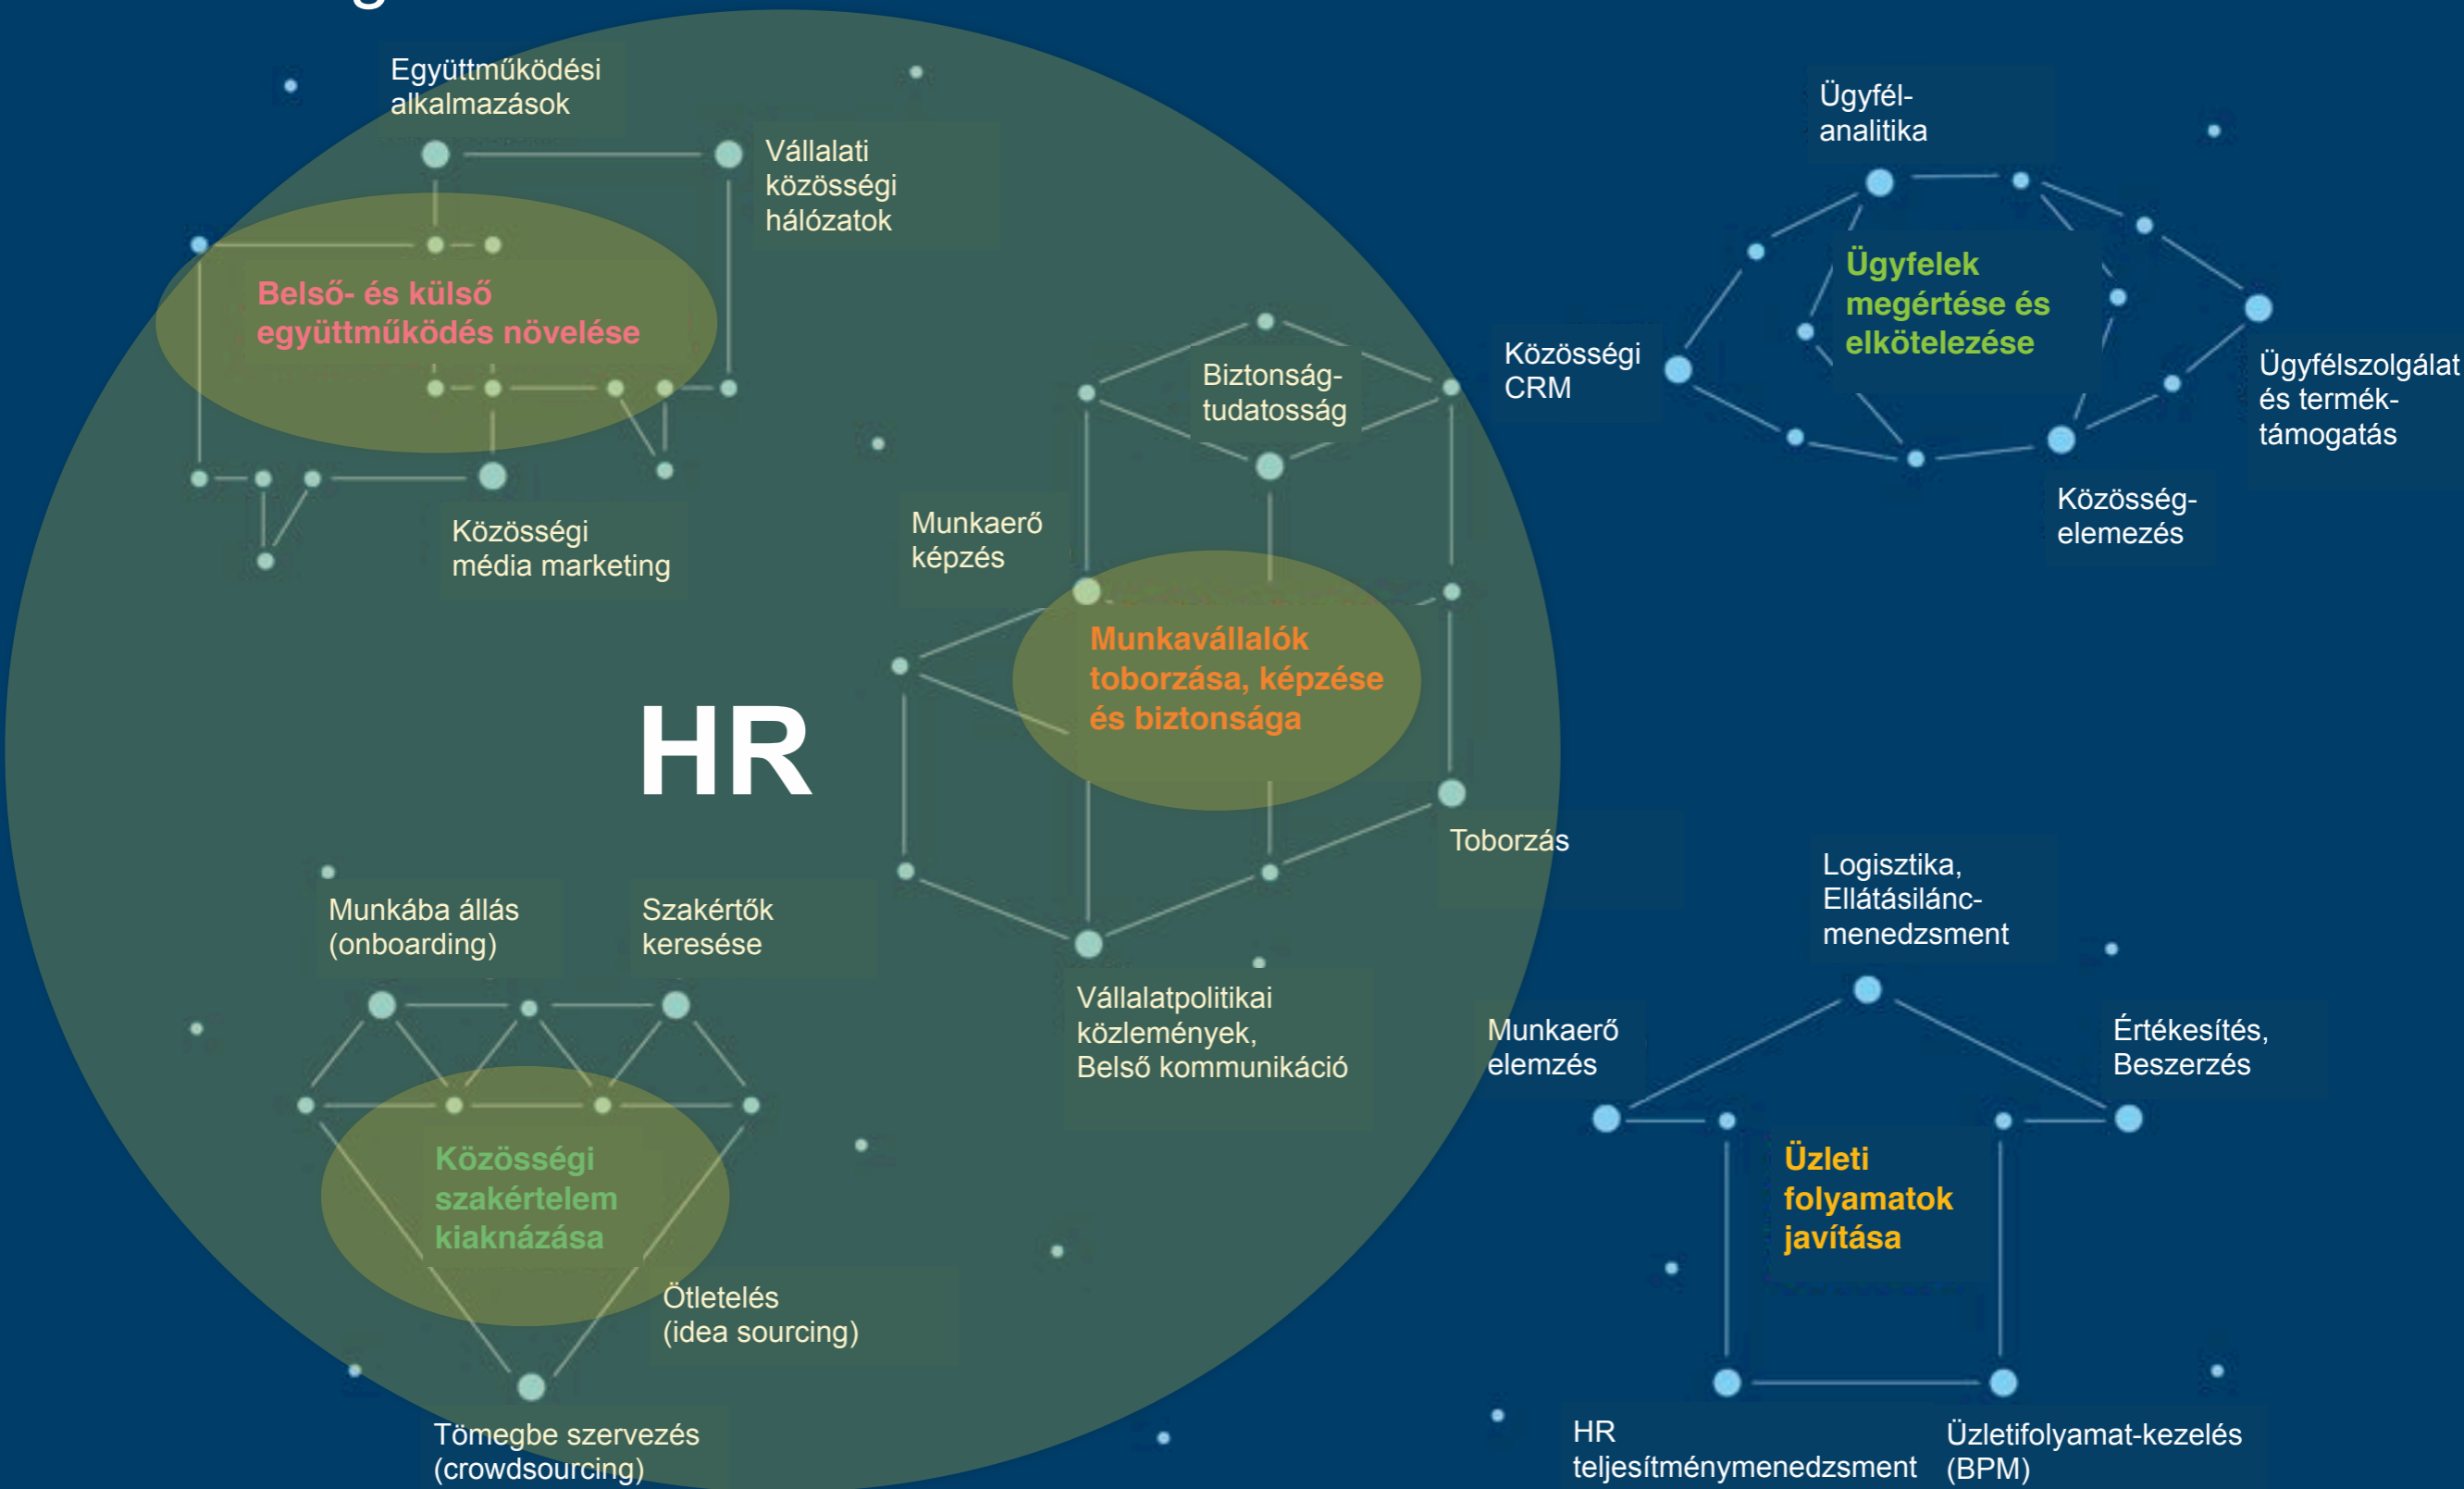 Együttműködési
alkalmazások
Vállalati
közösségi
hálózatok
Belső- és külső
együttműködés növelése
Közösségi
média marketing
Biztonság-
tudatosság
Munkaerő
képzés
Munkavállalók
toborzása, képzése
és biztonsága
HR
Toborzás
Vállalatpolitikai
közlemények,
Belső kommunikáció
Munkába állás
(onboarding)
Szakértők
keresése
Közösségi
szakértelem
kiaknázása
Ötletelés
(idea sourcing)
Tömegbe szervezés
(crowdsourcing)
Ügyfél-
analitika
Ügyfelek
megértése és
elkötelezése
Közösségi
CRM
Ügyfélszolgálat
és termék-
támogatás
Közösség-
elemezés
Logisztika,
Ellátásilánc-
menedzsment
Munkaerő
elemzés
Értékesítés,
Beszerzés
Üzleti
folyamatok
javítása
HR
teljesítménymenedzsment
Üzletifolyamat-kezelés
(BPM)